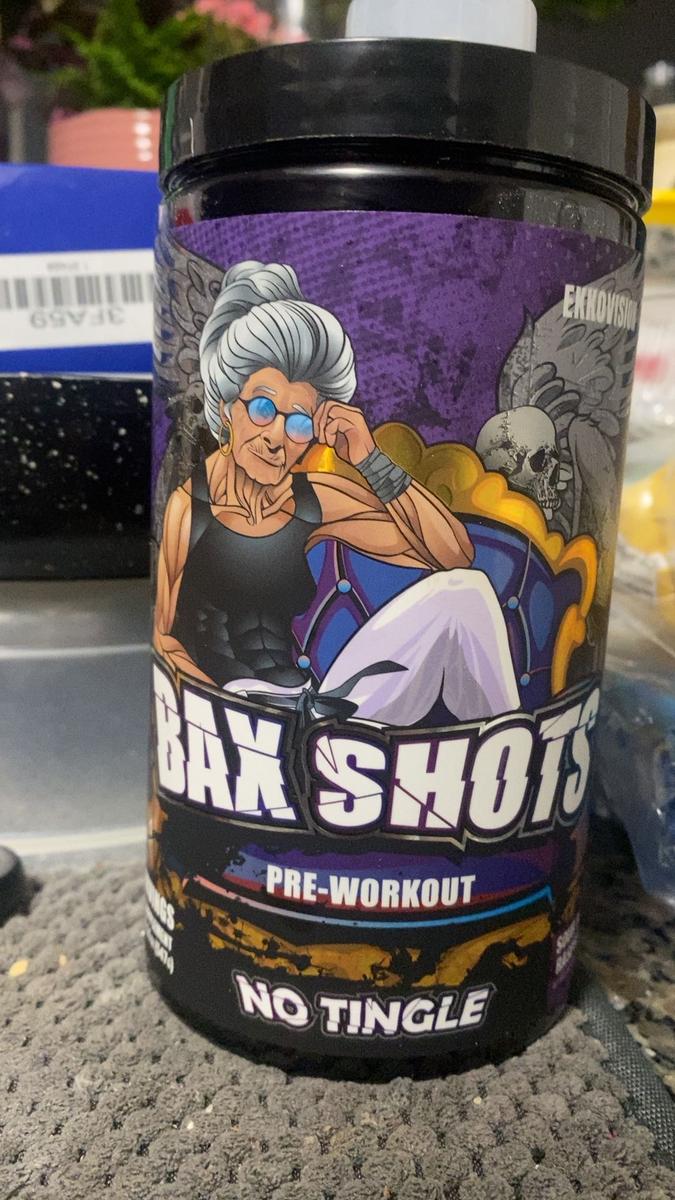 3FA59
EKKOVISION
BAX SHOTS
PRE-WORKOUT
NO TINGLE